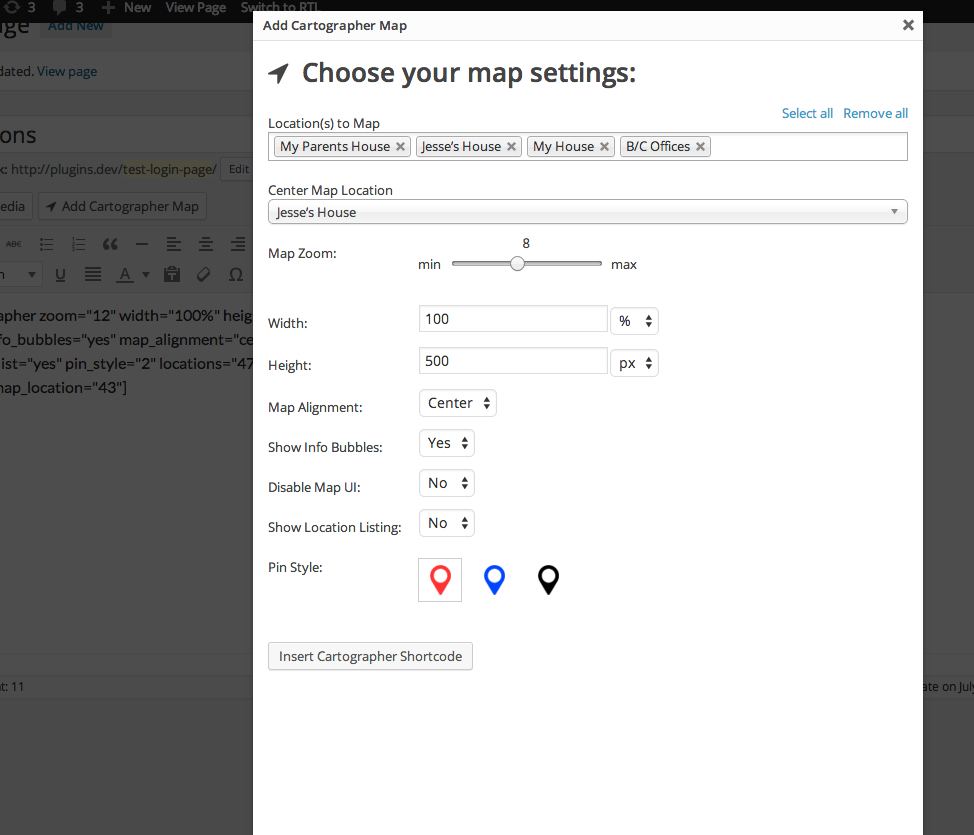 3 3 New View Page Switch to RTL
Add New
dated. View page
ons
http://plugins.dev/test-login-page/ Edit
edia Add Cartographer Map
ABC
U A Ω
apher zoom="12" width="100%"
fo_bubbles="yes" map_alignment="ce
ist="yes" pin_style="2" locations="47
map_location="43"]
t: 11
ate on July
Add Cartographer Map
Choose your map settings:
Select all Remove all
Location(s) to Map
My Parents House Jesse's House My House B/C Offices
Center Map Location
Jesse's House
8
Map Zoom: min max
Width: 100 %
Height: 500 px
Map Alignment: Center
Show Info Bubbles: Yes
Disable Map UI: No
Show Location Listing: No
Pin Style:
Insert Cartographer Shortcode